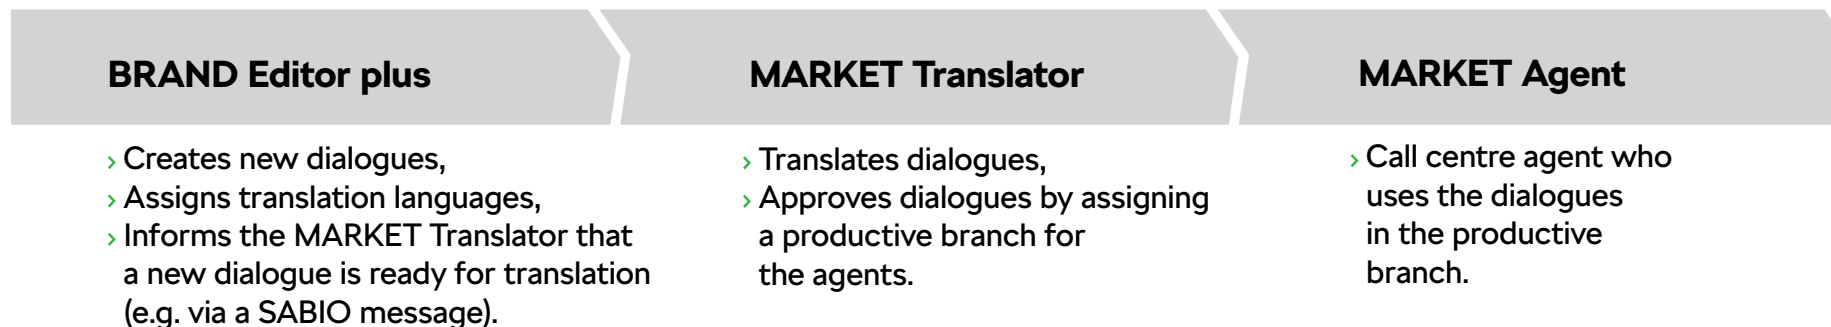 BRAND Editor plus
› Creates new dialogues,
› Assigns translation languages,
› Informs the MARKET Translator that
a new dialogue is ready for translation
(e.g. via a SABIO message).
MARKET Translator
› Translates dialogues,
› Approves dialogues by assigning
a productive branch for
the agents.
MARKET Agent
› Call centre agent who
uses the dialogues
in the productive
branch.